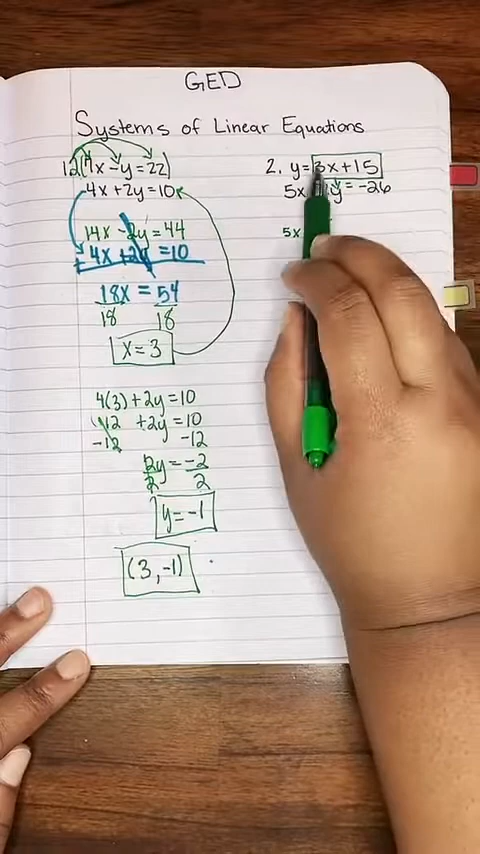 GED
Systems of Linear Equations
2(7x - y = 22)
4x + 2y = 10
14x - 2y = 44
+ 4x + 2y = 10
18x = 54
18 18
x = 3
4(3) + 2y = 10
12 + 2y = 10
-12 -12
2y = -2
2 2
y = -1
(3, -1)
2. y = 3x + 15
5x y = -26
5x